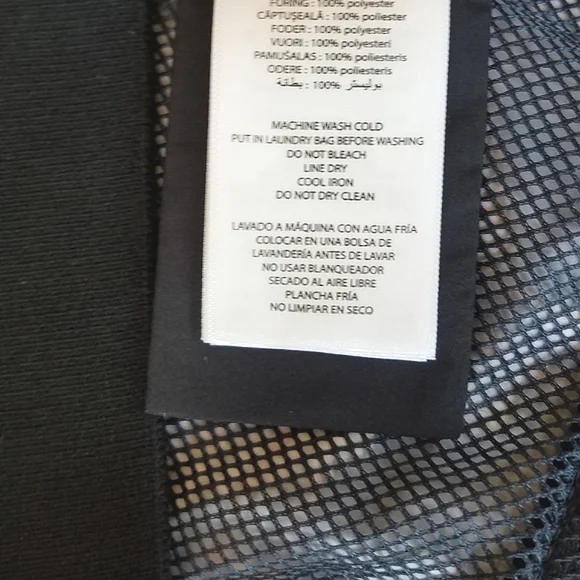 FÜRING : 100% polyester
CĂPTUŞEALĂ : 100% poliester
FODER : 100% polyester
VUORI : 100% polyesteri
PAMUŠALAS : 100% poliesteris
ODERE : 100% poliesteris
بطانة : 100% بوليستر
MACHINE WASH COLD
PUT IN LAUNDRY BAG BEFORE WASHING
DO NOT BLEACH
LINE DRY
COOL IRON
DO NOT DRY CLEAN
LAVADO A MÁQUINA CON AGUA FRÍA
COLOCAR EN UNA BOLSA DE
LAVANDERÍA ANTES DE LAVAR
NO USAR BLANQUEADOR
SECADO AL AIRE LIBRE
PLANCHA FRÍA
NO LIMPIAR EN SECO